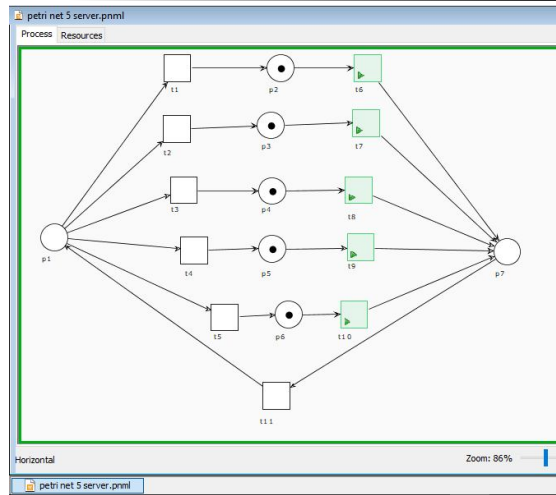 petri net 5 server.pnml
Process Resources
t1
p2
t6
t2
p3
t7
t3
p4
t8
p1
t4
p5
t9
p7
t5
p6
t10
t11
Horizontal
Zoom: 86%
petri net 5 server.pnml